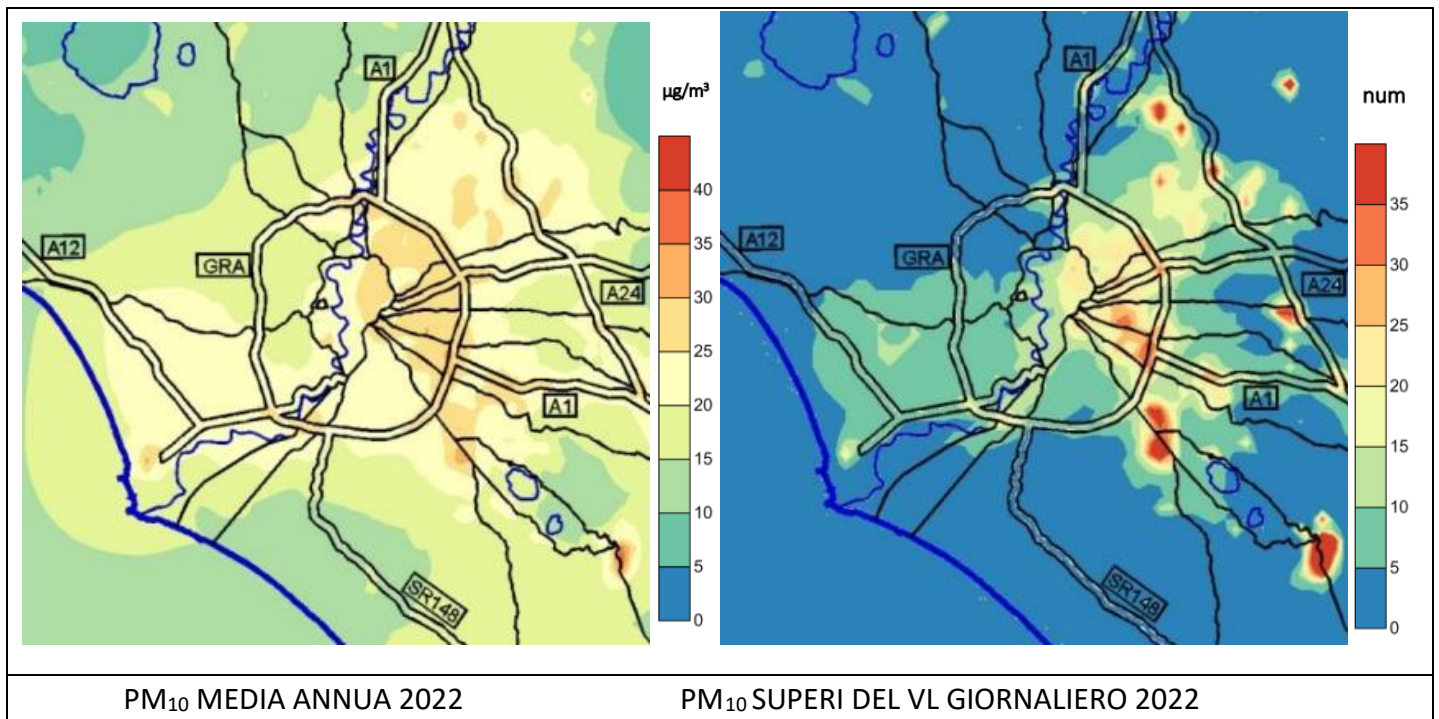 A1
A12
GRA
A24
A1
SR148
µg/m³
40
35
30
25
20
15
10
5
0
A1
A12
GRA
A24
A1
SR148
num
35
30
25
20
15
10
5
0
PM₁₀ MEDIA ANNUA 2022
PM₁₀ SUPERI DEL VL GIORNALIERO 2022